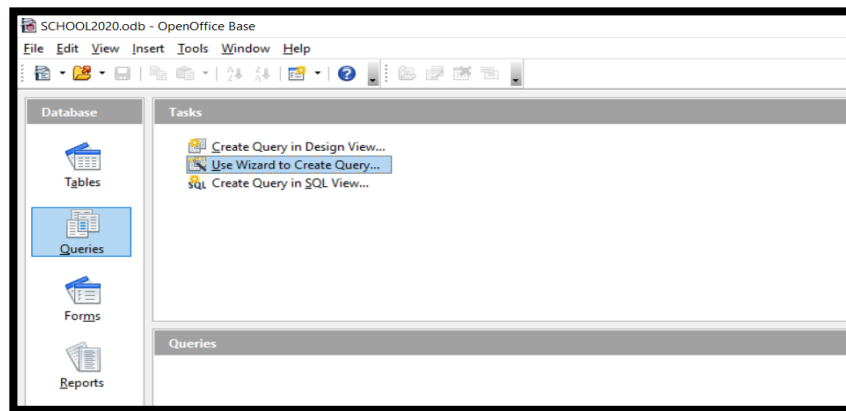 SCHOOL2020.odb - OpenOffice Base
File Edit View Insert Tools Window Help
Database
Tasks
Create Query in Design View...
Use Wizard to Create Query...
SQL Create Query in SQL View...
Tables
Queries
Forms
Reports
Queries